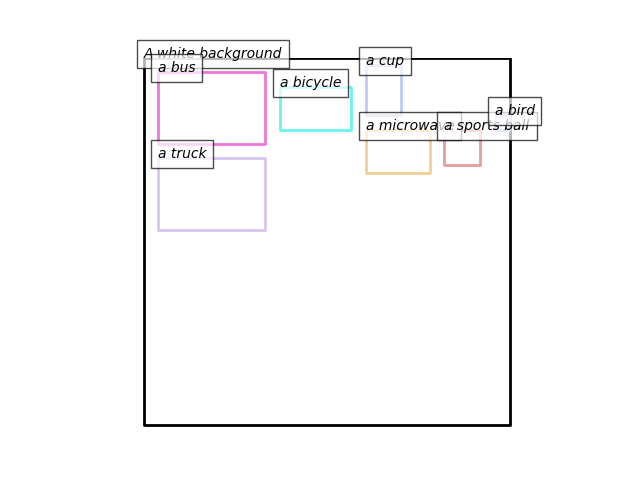 A white background
a bus
a cup
a bicycle
a bird
a microwave
a sports ball
a truck